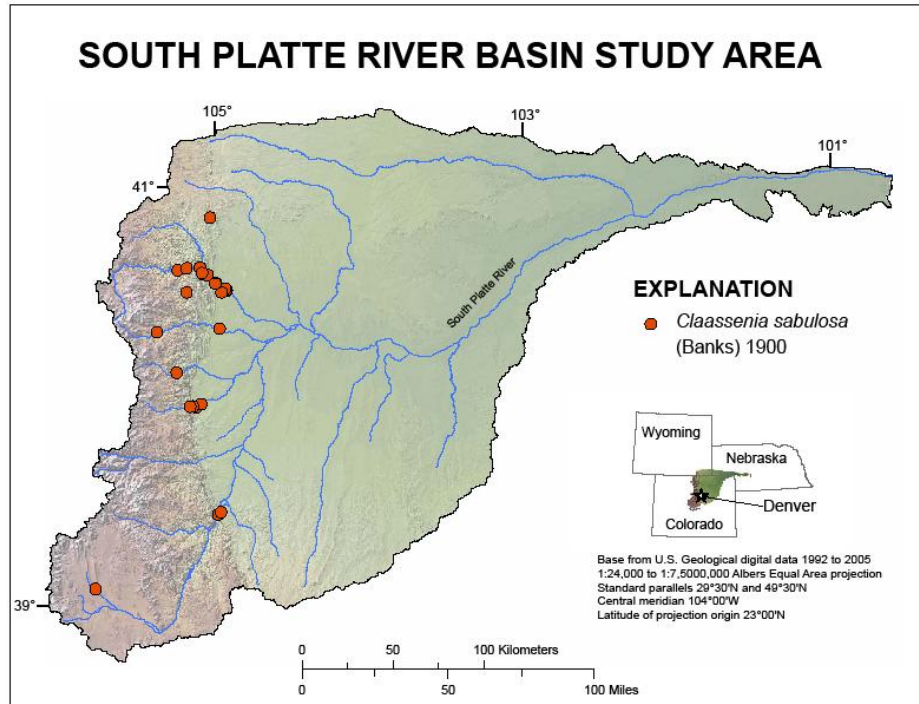 SOUTH PLATTE RIVER BASIN STUDY AREA
105°
103°
101°
41°
South Platte River
EXPLANATION
Claassenia sabulosa
(Banks) 1900
Wyoming
Nebraska
Denver
Colorado
Base from U.S. Geological digital data 1992 to 2005
1:24,000 to 1:7,5000,000 Albers Equal Area projection
Standard parallels 29°30'N and 49°30'N
Central meridian 104°00'W
Latitude of projection origin 23°00'N
39°
0 50 100 Kilometers
0 50 100 Miles